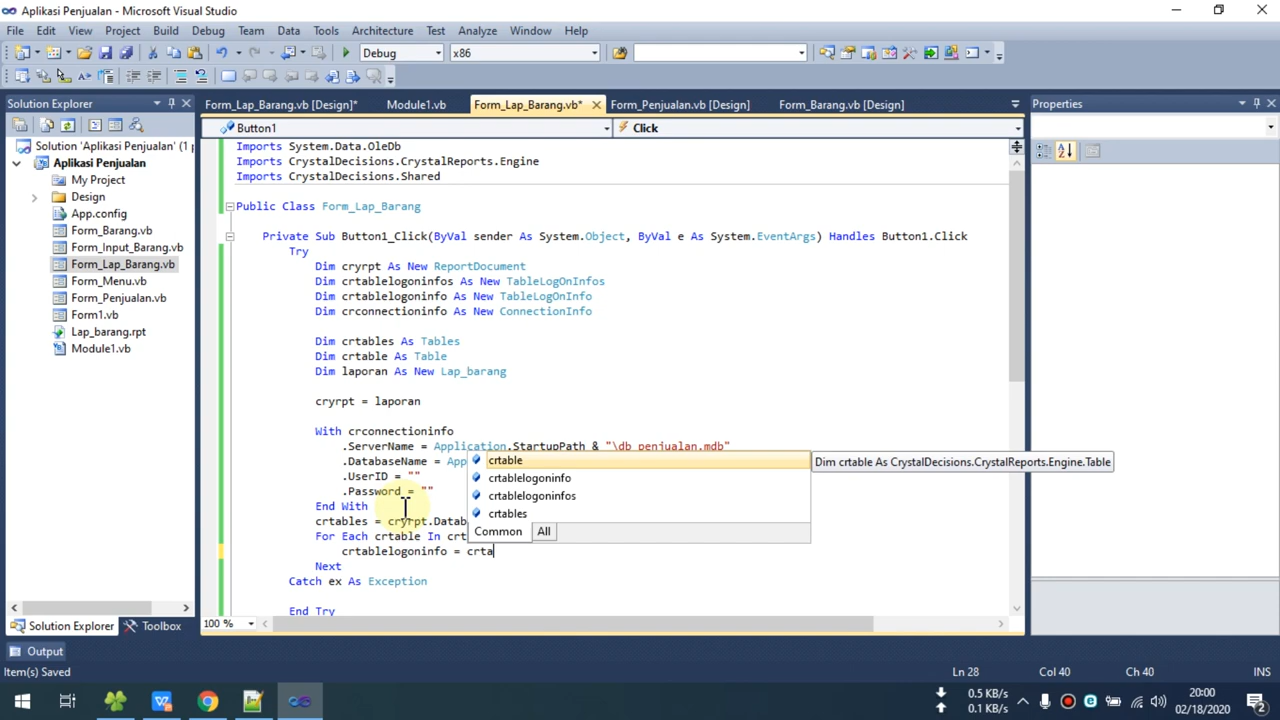 Aplikasi Penjualan - Microsoft Visual Studio
File Edit View Project Build Debug Team Data Tools Architecture Test Analyze Window Help
Debug x86
Solution Explorer
Form_Lap_Barang.vb [Design]* Module1.vb Form_Lap_Barang.vb* Form_Penjualan.vb [Design] Form_Barang.vb [Design]
Properties
Button1 Click
Solution 'Aplikasi Penjualan' (1 p
Aplikasi Penjualan
My Project
Design
App.config
Form_Barang.vb
Form_Input_Barang.vb
Form_Lap_Barang.vb
Form_Menu.vb
Form_Penjualan.vb
Form1.vb
Lap_barang.rpt
Module1.vb
Imports System.Data.OleDb
Imports CrystalDecisions.CrystalReports.Engine
Imports CrystalDecisions.Shared
Public Class Form_Lap_Barang
Private Sub Button1_Click(ByVal sender As System.Object, ByVal e As System.EventArgs) Handles Button1.Click
Try
Dim cryrpt As New ReportDocument
Dim crtablelogoninfos As New TableLogOnInfos
Dim crtablelogoninfo As New TableLogOnInfo
Dim crconnectioninfo As New ConnectionInfo
Dim crtables As Tables
Dim crtable As Table
Dim laporan As New Lap_barang
cryrpt = laporan
With crconnectioninfo
.ServerName = Application.StartupPath & "\db_penjualan.mdb"
.DatabaseName = App
.UserID = ""
.Password = ""
End With
crtables = cryrpt.Datab
For Each crtable In crt
crtablelogoninfo = crta
Next
Catch ex As Exception
End Try
crtable
crtablelogoninfo
crtablelogoninfos
crtables
Common All
Dim crtable As CrystalDecisions.CrystalReports.Engine.Table
100 %
Solution Explorer Toolbox
Output
Item(s) Saved Ln 28 Col 40 Ch 40 INS
0.5 KB/s
0.1 KB/s
20:00
02/18/2020
2